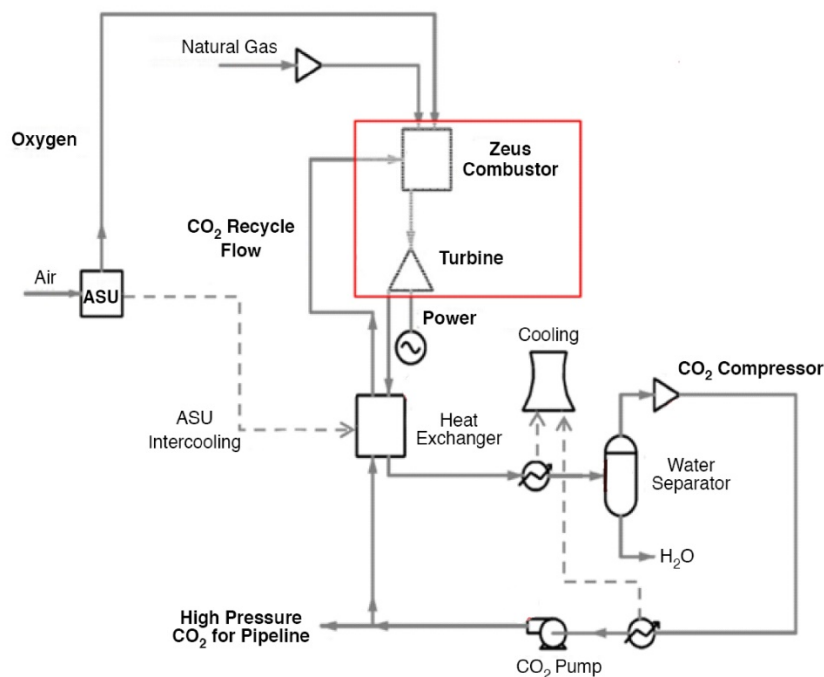 Natural Gas
Oxygen
Zeus
Combustor
CO₂ Recycle
Flow
Turbine
Air
ASU
Power
Cooling
CO₂ Compressor
ASU
Intercooling
Heat
Exchanger
Water
Separator
H₂O
High Pressure
CO₂ for Pipeline
CO₂ Pump